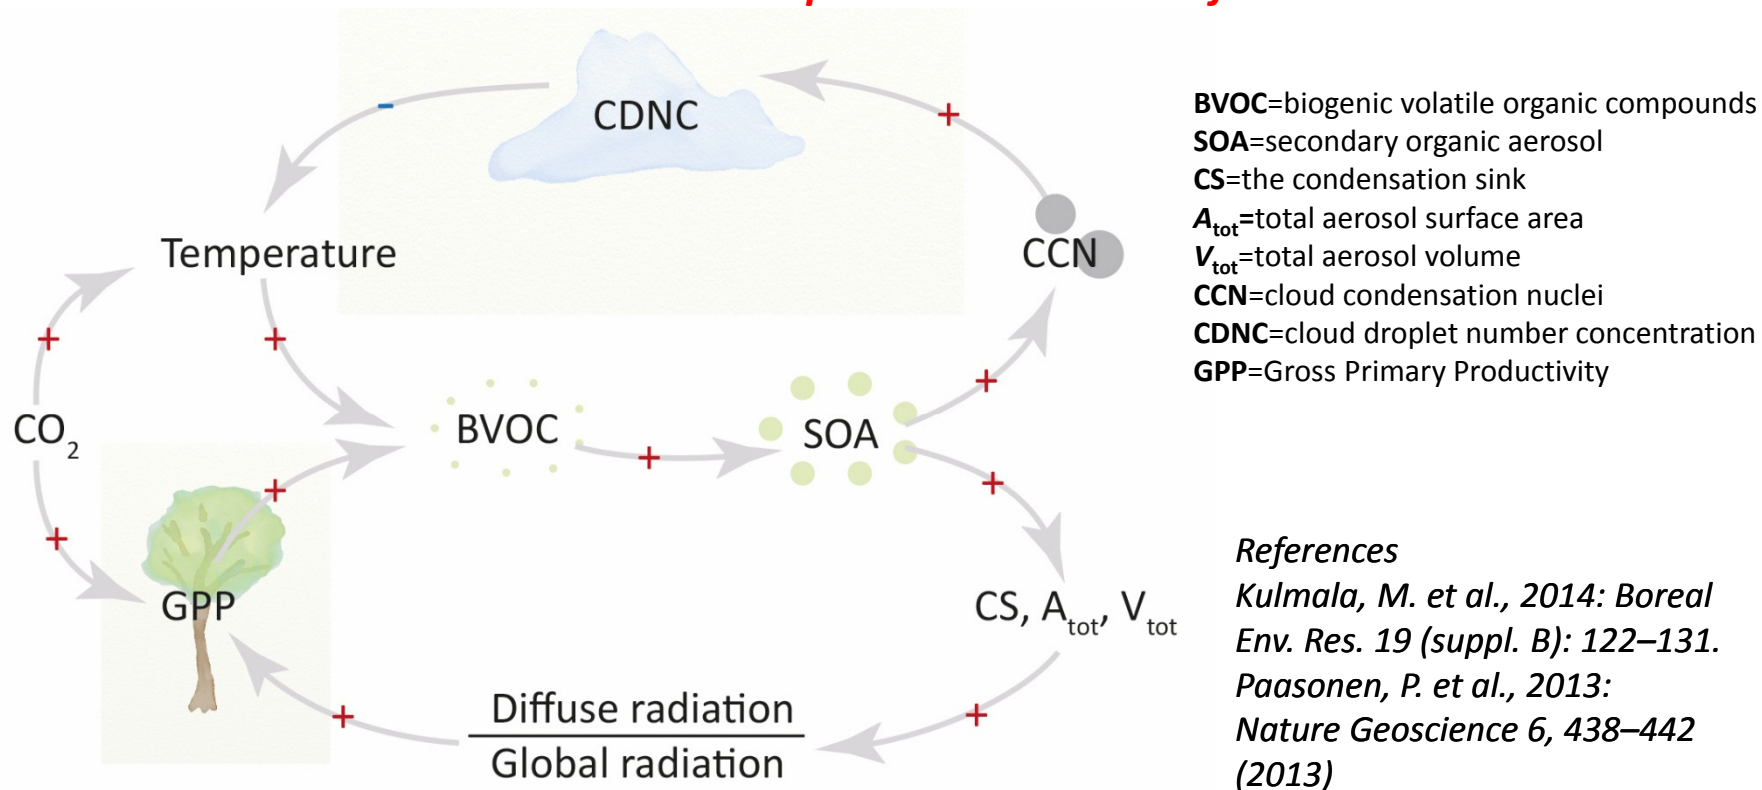 CDNC
-
+
Temperature
CCN
+
+
+
CO2
BVOC
+
SOA
+
+
+
GPP
CS, Atot, Vtot
+
Diffuse radiation
Global radiation
+
BVOC=biogenic volatile organic compounds
SOA=secondary organic aerosol
CS=the condensation sink
Atot=total aerosol surface area
Vtot=total aerosol volume
CCN=cloud condensation nuclei
CDNC=cloud droplet number concentration
GPP=Gross Primary Productivity
References
Kulmala, M. et al., 2014: Boreal
Env. Res. 19 (suppl. B): 122–131.
Paasonen, P. et al., 2013:
Nature Geoscience 6, 438–442
(2013)